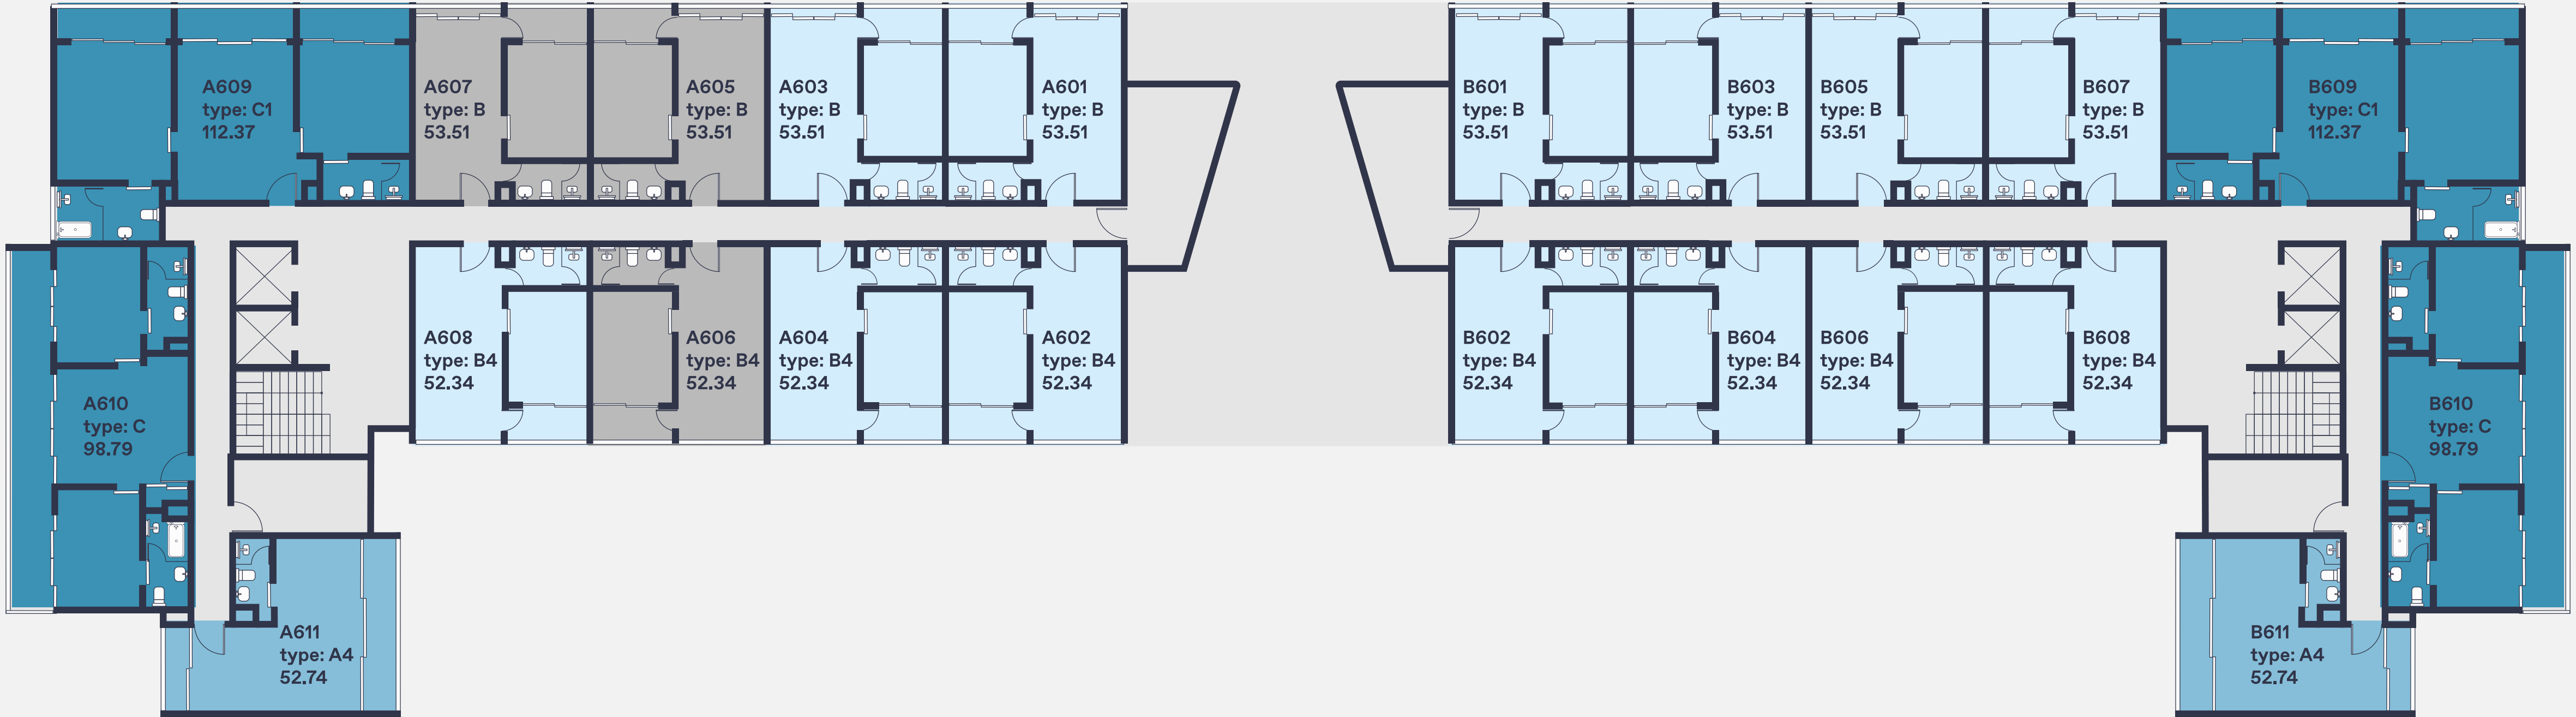 A609
type: C1
112.37
A607
type: B
53.51
A605
type: B
53.51
A603
type: B
53.51
A601
type: B
53.51
B601
type: B
53.51
B603
type: B
53.51
B605
type: B
53.51
B607
type: B
53.51
B609
type: C1
112.37
A608
type: B4
52.34
A606
type: B4
52.34
A604
type: B4
52.34
A602
type: B4
52.34
B602
type: B4
52.34
B604
type: B4
52.34
B606
type: B4
52.34
B608
type: B4
52.34
A610
type: C
98.79
B610
type: C
98.79
A611
type: A4
52.74
B611
type: A4
52.74